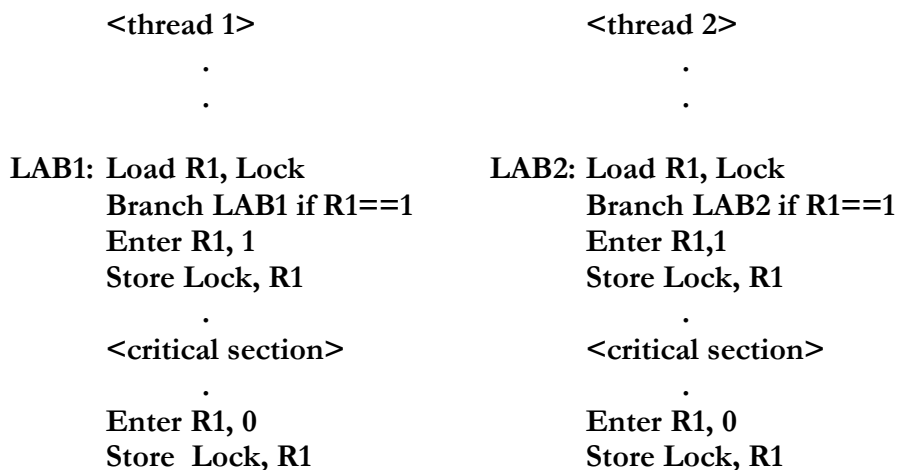 <thread 1> <thread 2>
. .
. .
LAB1: Load R1, Lock LAB2: Load R1, Lock
Branch LAB1 if R1==1 Branch LAB2 if R1==1
Enter R1, 1 Enter R1,1
Store Lock, R1 Store Lock, R1
. .
<critical section> <critical section>
. .
Enter R1, 0 Enter R1, 0
Store Lock, R1 Store Lock, R1